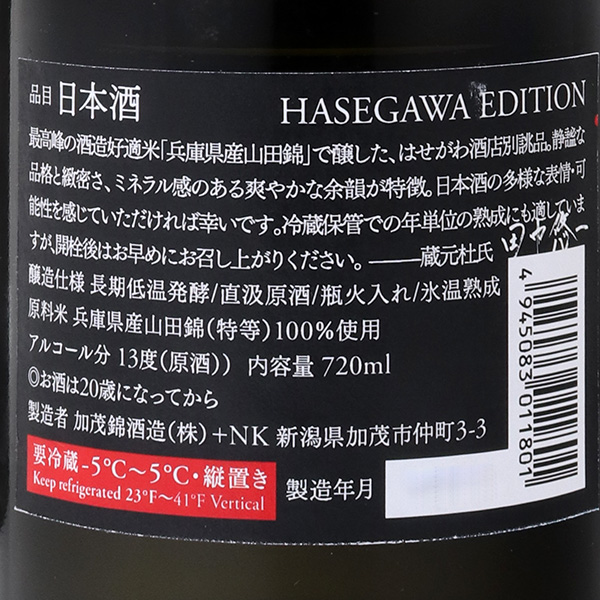 品目 日本酒 HASEGAWA EDITION
最高峰の酒造好適米「兵庫県産山田錦」で醸した、はせがわ酒店別誂品。静謐な
品格と緻密さ、ミネラル感のある爽やかな余韻が特徴。日本酒の多様な表情・可
能性を感じていただければ幸いです。冷蔵保管での年単位の熟成にも適していま
すが、開栓後はお早めにお召し上がりください。 ――蔵元杜氏 田中悠一
醸造仕様 長期低温発酵/直汲原酒/瓶火入れ/氷温熟成
原料米 兵庫県産山田錦(特等)100%使用
アルコール分 13度(原酒)) 内容量 720ml
◎お酒は20歳になってから
製造者 加茂錦酒造(株)+NK 新潟県加茂市仲町3-3
要冷蔵 -5℃～5℃・縦置き
Keep refrigerated 23°F～41°F Vertical
製造年月
4945083011801